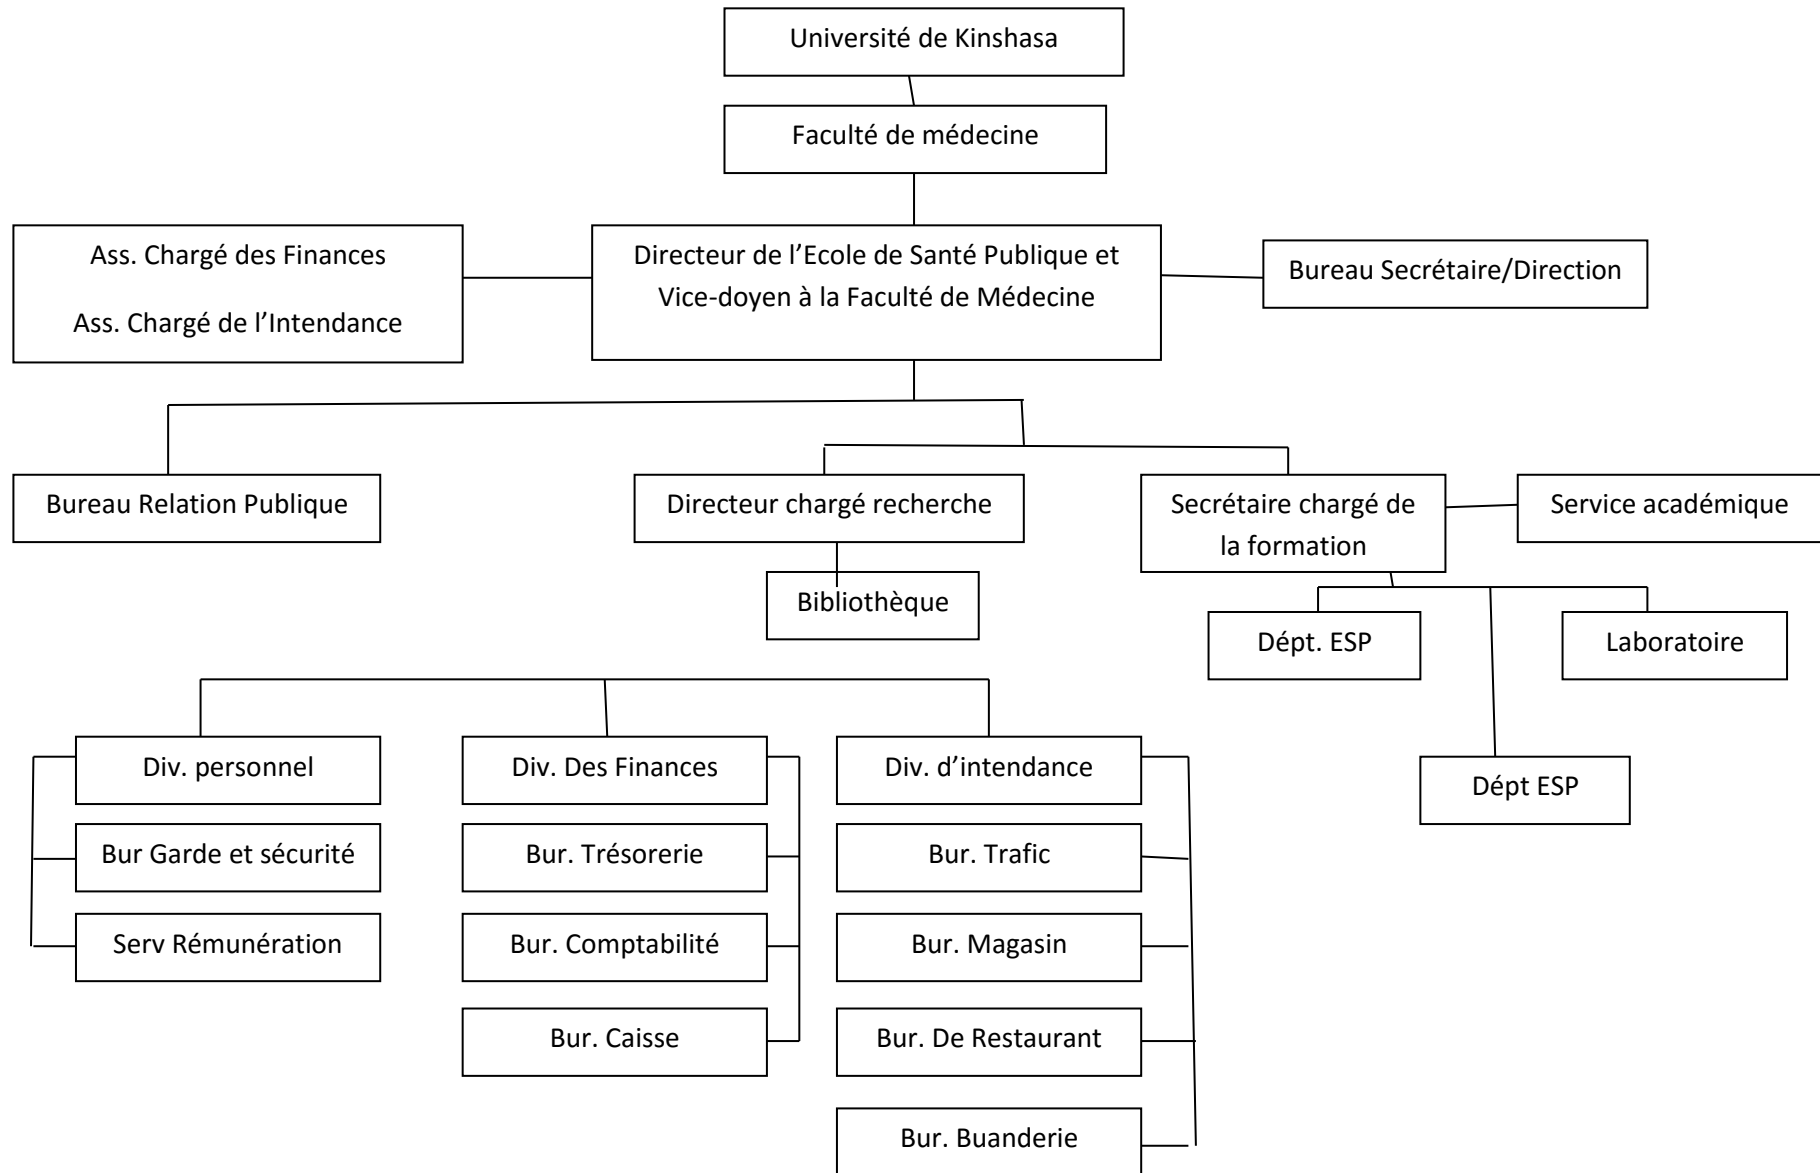 Université de Kinshasa
Faculté de médecine
Ass. Chargé des Finances
Ass. Chargé de l’Intendance
Directeur de l’Ecole de Santé Publique et
Vice-doyen à la Faculté de Médecine
Bureau Secrétaire/Direction
Bureau Relation Publique
Directeur chargé recherche
Secrétaire chargé de
la formation
Service académique
Bibliothèque
Dépt. ESP
Laboratoire
Dépt ESP
Div. personnel
Div. Des Finances
Div. d’intendance
Bur Garde et sécurité
Bur. Trésorerie
Bur. Trafic
Serv Rémunération
Bur. Comptabilité
Bur. Magasin
Bur. Caisse
Bur. De Restaurant
Bur. Buanderie